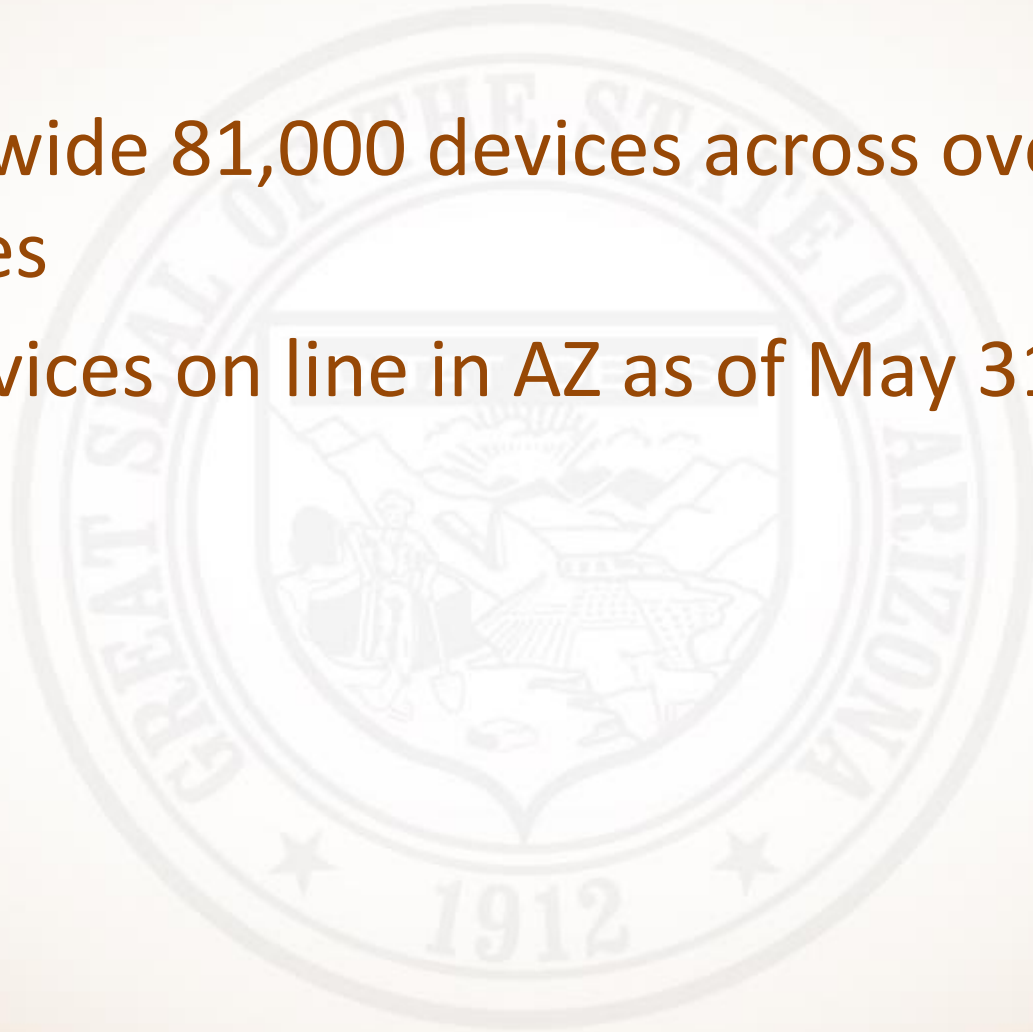 wide 81,000 devices across ove
es
vices on line in AZ as of May 31
GREAT SEAL OF THE STATE OF ARIZONA
1912